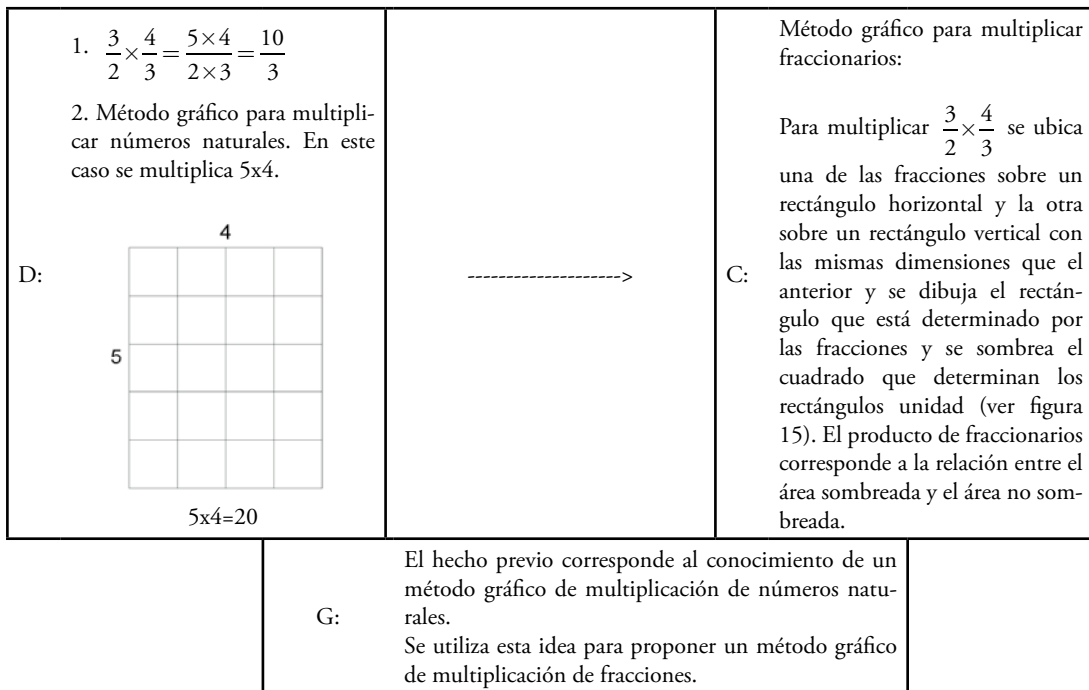 D:
1. 3/2 × 4/3 = 5×4/2×3 = 10/3
2. Método gráfico para multipli-
car números naturales. En este
caso se multiplica 5x4.
4
5
5x4=20
-------------------->
C:
Método gráfico para multiplicar
fraccionarios:
Para multiplicar 3/2 × 4/3 se ubica
una de las fracciones sobre un
rectángulo horizontal y la otra
sobre un rectángulo vertical con
las mismas dimensiones que el
anterior y se dibuja el rectán-
gulo que está determinado por
las fracciones y se sombrea el
cuadrado que determinan los
rectángulos unidad (ver figura
15). El producto de fraccionarios
corresponde a la relación entre el
área sombreada y el área no som-
breada.
G:
El hecho previo corresponde al conocimiento de un
método gráfico de multiplicación de números natu-
rales.
Se utiliza esta idea para proponer un método gráfico
de multiplicación de fracciones.